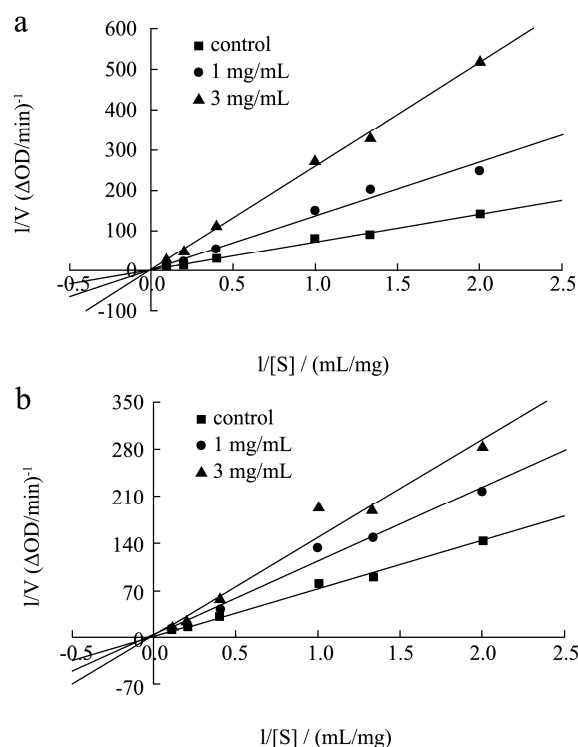 a
600
500
400
300
200
100
0
-100
control
1 mg/mL
3 mg/mL
l/V (ΔOD/min)⁻¹
-0.5 0.0 0.5 1.0 1.5 2.0 2.5
l/[S] / (mL/mg)
b
350
280
210
140
70
0
-70
control
1 mg/mL
3 mg/mL
l/V (ΔOD/min)⁻¹
-0.5 0.0 0.5 1.0 1.5 2.0 2.5
l/[S] / (mL/mg)